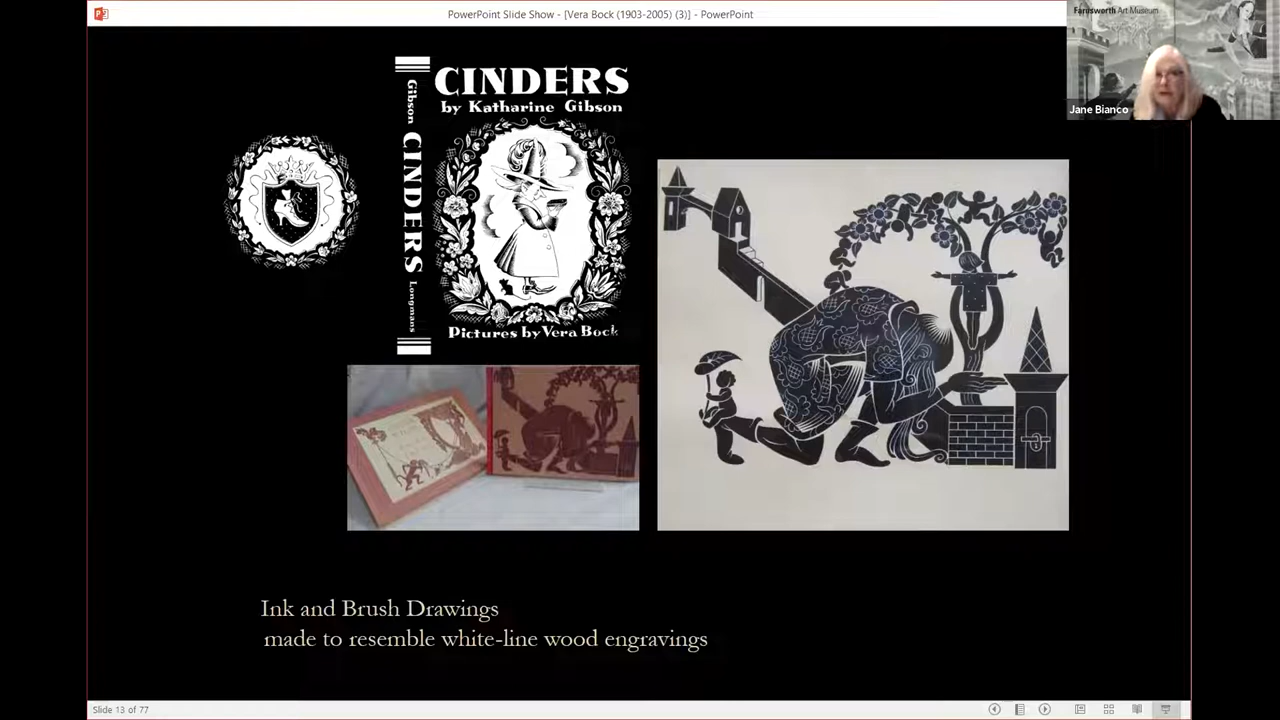 PowerPoint Slide Show - [Vera Bock (1903-2005) (3)] - PowerPoint
Farnsworth Art Museum
Jane Bianco
Gibson CINDERS Longmans
CINDERS
by Katharine Gibson
Pictures by Vera Bock
Ink and Brush Drawings
made to resemble white-line wood engravings
Slide 13 of 77